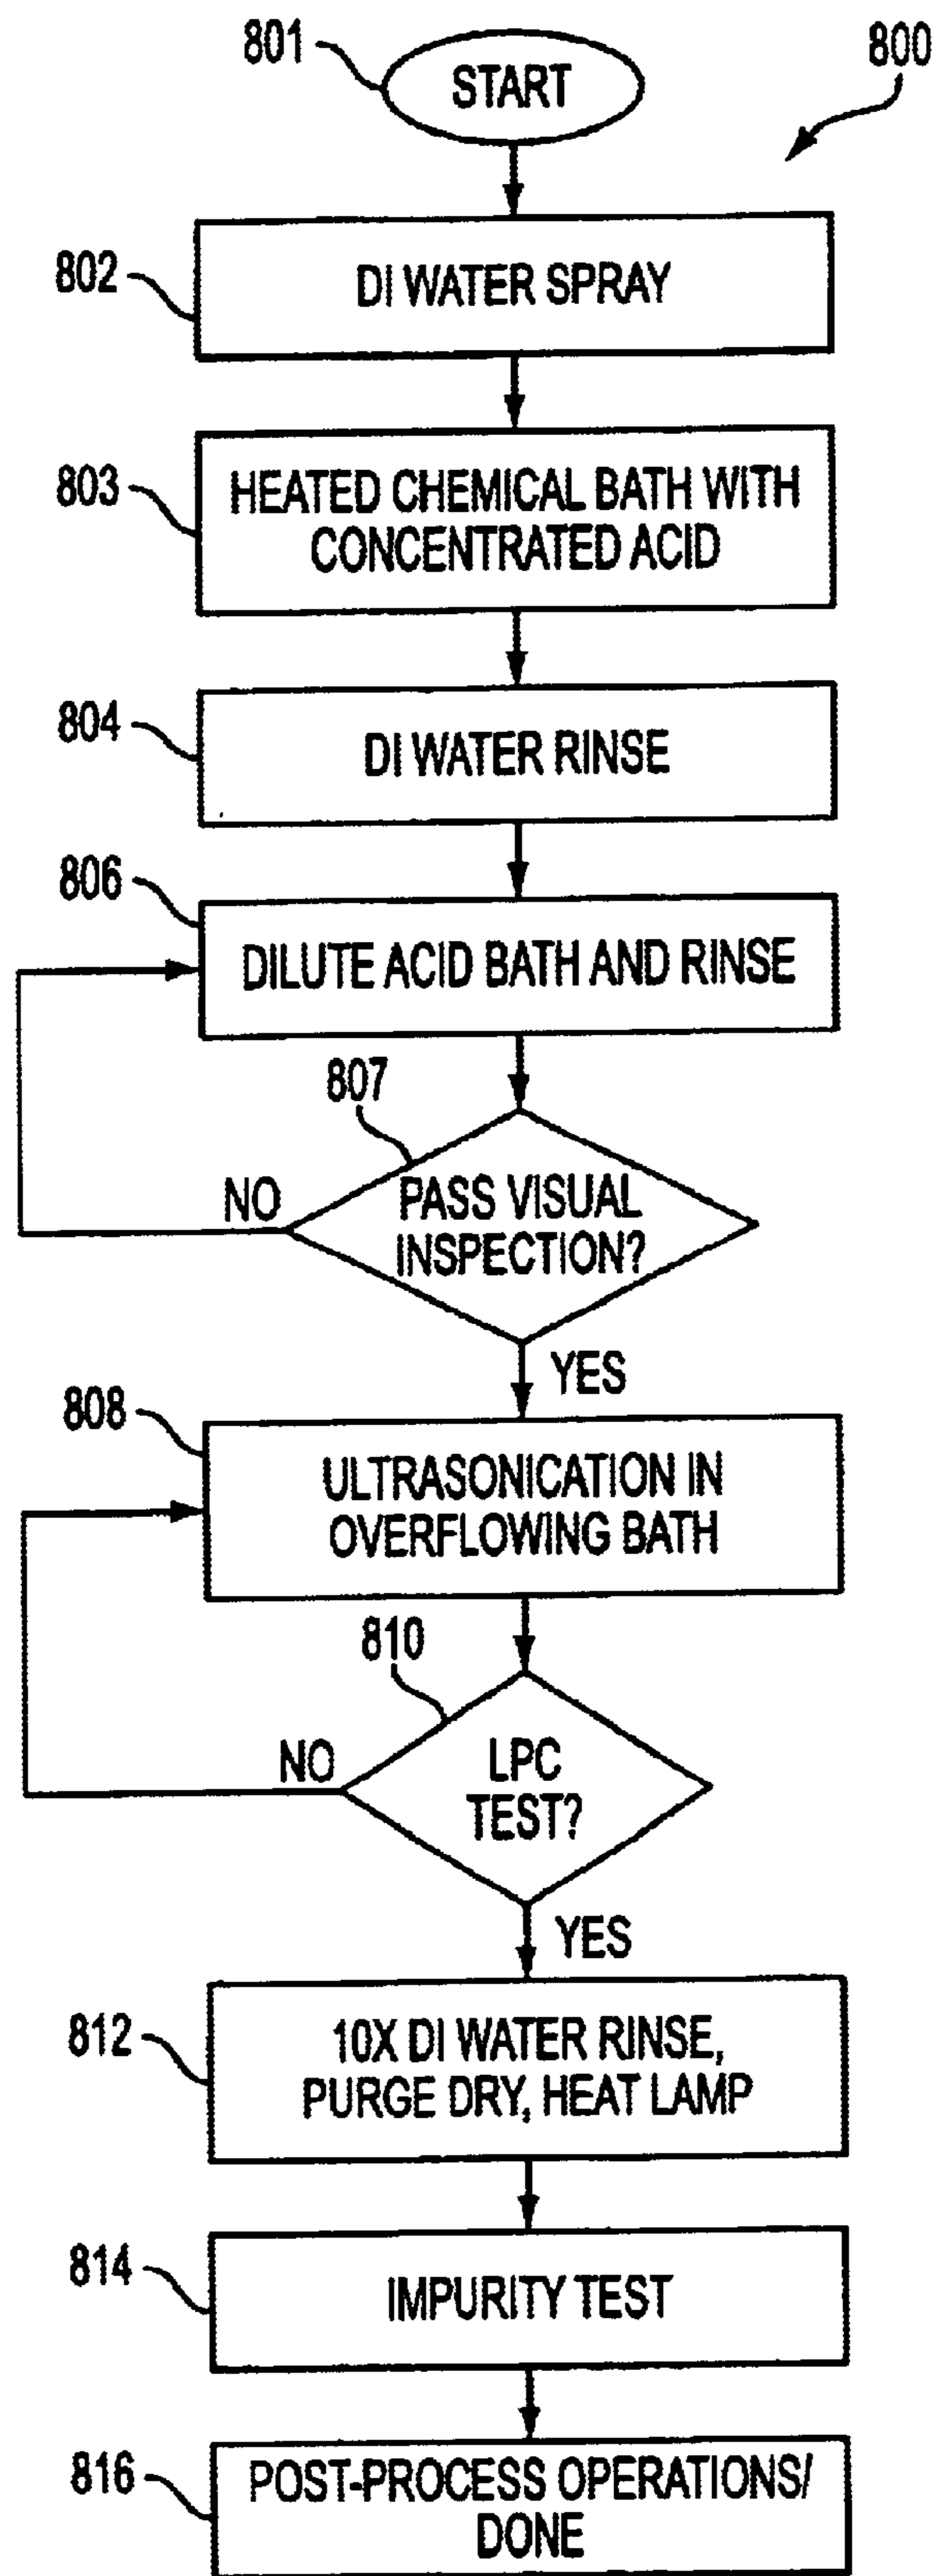 801
START
800
802
DI WATER SPRAY
803
HEATED CHEMICAL BATH WITH
CONCENTRATED ACID
804
DI WATER RINSE
806
DILUTE ACID BATH AND RINSE
807
PASS VISUAL
INSPECTION?
NO
YES
808
ULTRASONICATION IN
OVERFLOWING BATH
810
LPC
TEST?
NO
YES
812
10X DI WATER RINSE,
PURGE DRY, HEAT LAMP
814
IMPURITY TEST
816
POST-PROCESS OPERATIONS/
DONE